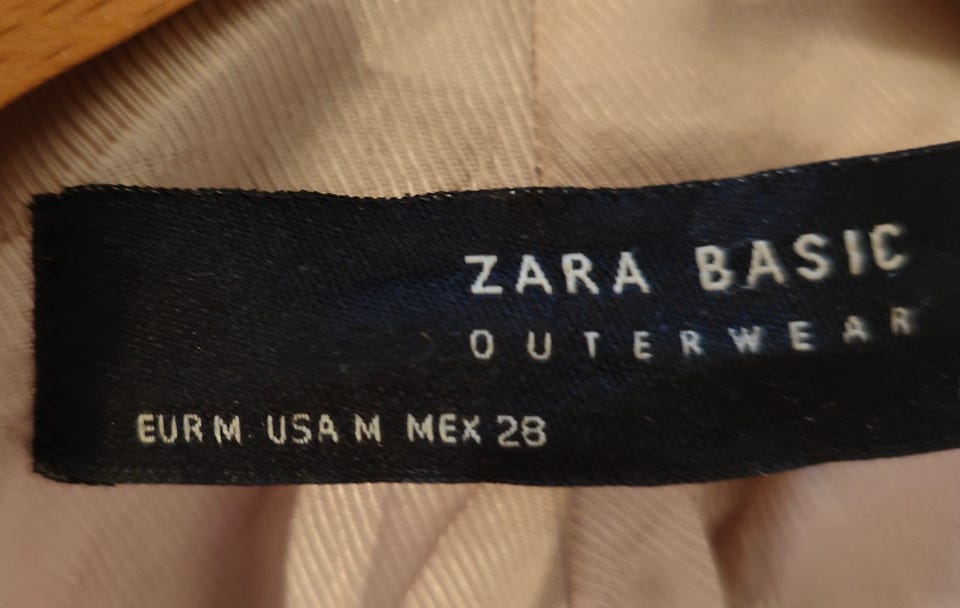 ZARA BASIC
OUTERWEAR
EUR M USA M MEX 28